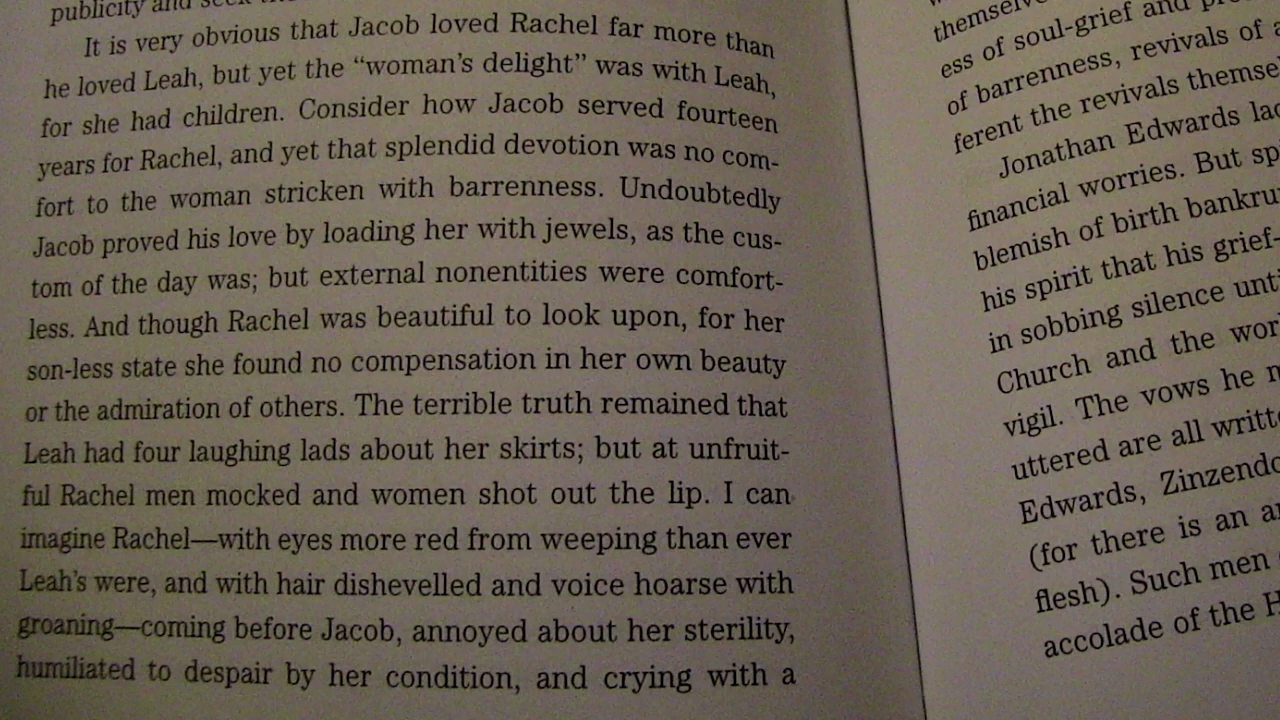 publicity and seek
It is very obvious that Jacob loved Rachel far more than
he loved Leah, but yet the “woman’s delight” was with Leah,
for she had children. Consider how Jacob served fourteen
years for Rachel, and yet that splendid devotion was no com-
fort to the woman stricken with barrenness. Undoubtedly
Jacob proved his love by loading her with jewels, as the cus-
tom of the day was; but external nonentities were comfort-
less. And though Rachel was beautiful to look upon, for her
son-less state she found no compensation in her own beauty
or the admiration of others. The terrible truth remained that
Leah had four laughing lads about her skirts; but at unfruit-
ful Rachel men mocked and women shot out the lip. I can
imagine Rachel—with eyes more red from weeping than ever
Leah’s were, and with hair dishevelled and voice hoarse with
groaning—coming before Jacob, annoyed about her sterility,
humiliated to despair by her condition, and crying with a
ess of soul-grief and
of barrenness, revivals of a
ferent the revivals
Jonathan Edwards
financial worries. But
blemish of birth
his spirit that his grief-
in sobbing silence
Church and the
vigil. The vows he
uttered are all
Edwards,
(for there is an
flesh). Such men
accolade of the